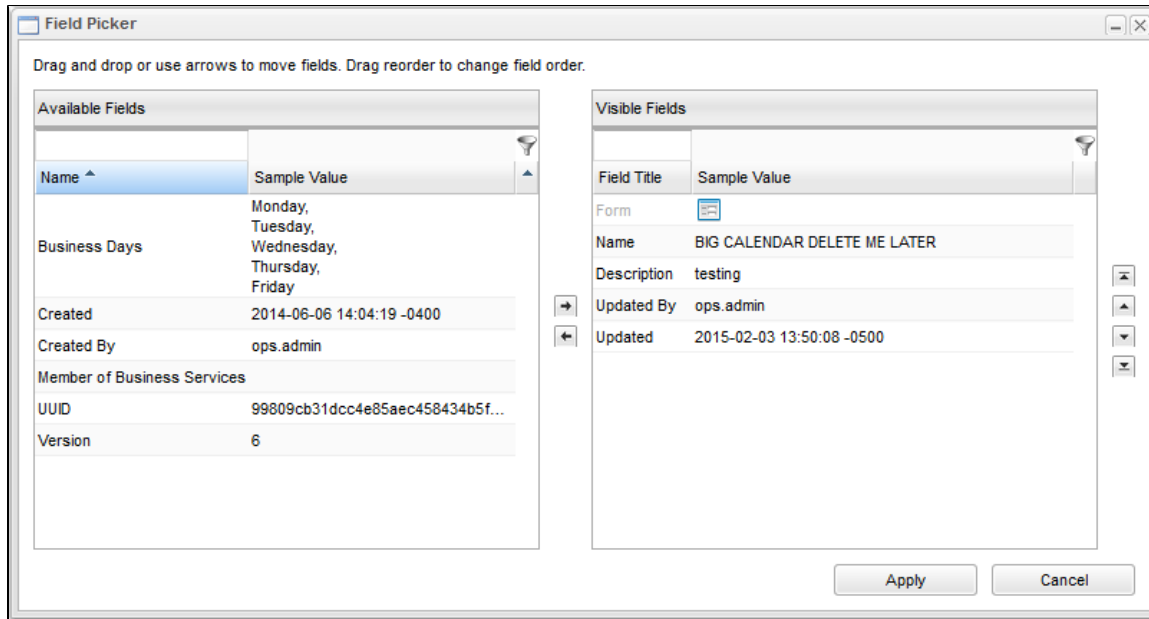 Field Picker
Drag and drop or use arrows to move fields. Drag reorder to change field order.
Available Fields
Name
Sample Value
Business Days
Monday,
Tuesday,
Wednesday,
Thursday,
Friday
Created
2014-06-06 14:04:19 -0400
Created By
ops.admin
Member of Business Services
UUID
99809cb31dcc4e85aec458434b5f...
Version
6
Visible Fields
Field Title
Sample Value
Form
Name
BIG CALENDAR DELETE ME LATER
Description
testing
Updated By
ops.admin
Updated
2015-02-03 13:50:08 -0500
Apply
Cancel